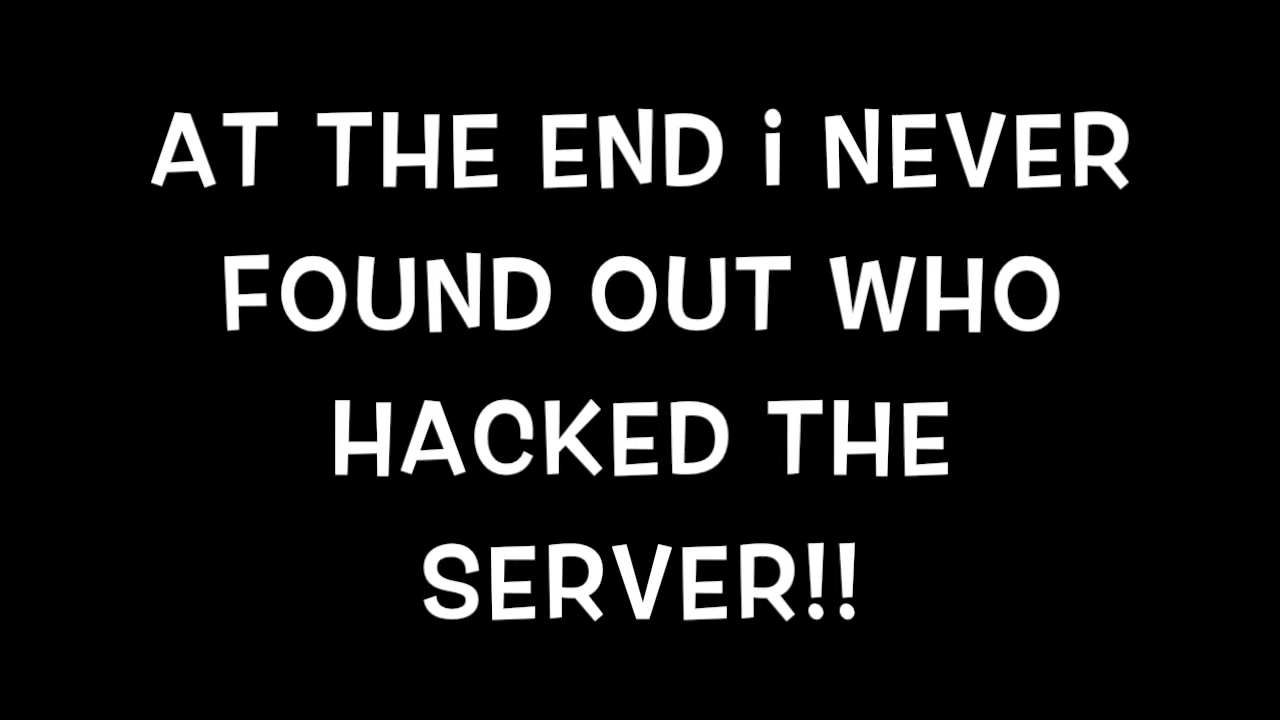 AT THE END i NEVER
FOUND OUT WHO
HACKED THE
SERVER!!